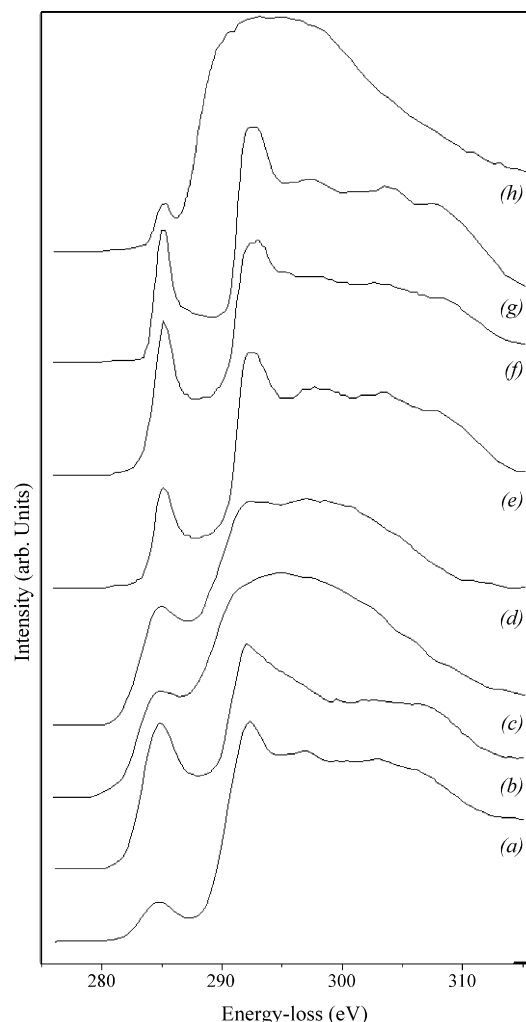 (h)
(g)
(f)
(e)
(d)
(c)
(b)
(a)
Intensity (arb. Units)
280 290 300 310
Energy-loss (eV)